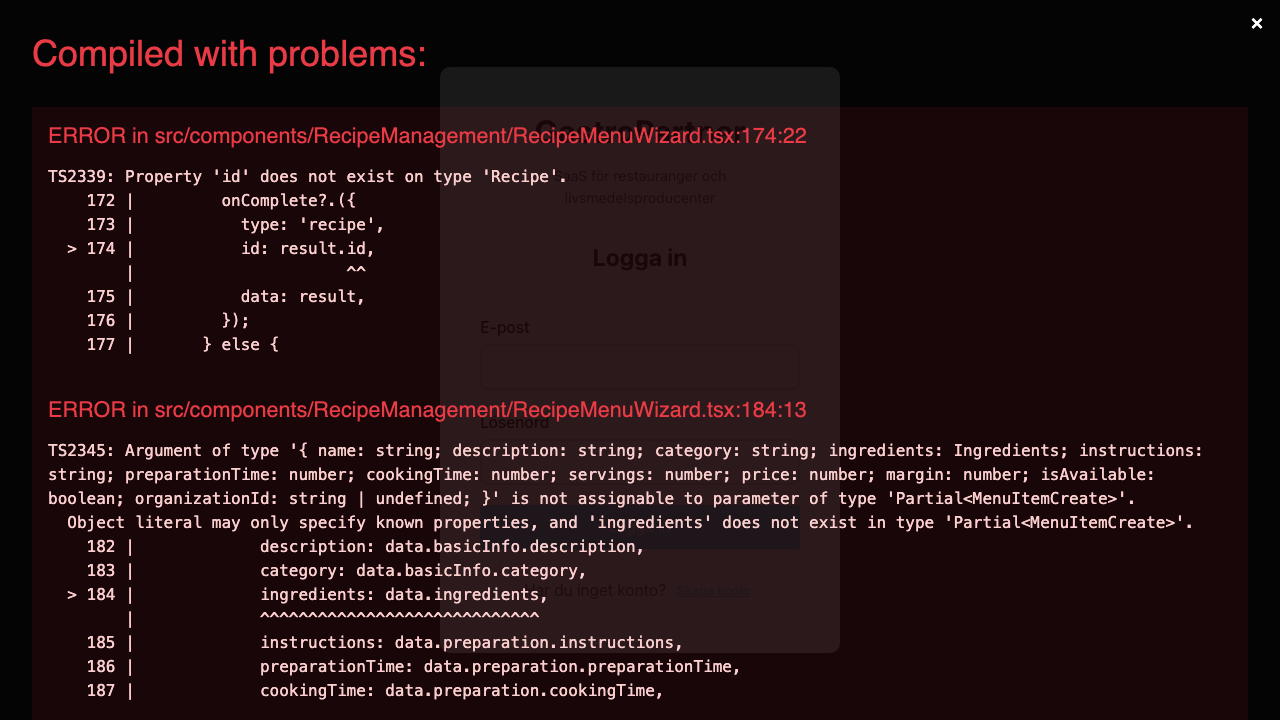 ×
Compiled with problems:
GastroPartner
ERROR in src/components/RecipeManagement/RecipeMenuWizard.tsx:174:22
TS2339: Property 'id' does not exist on type 'Recipe'.
SaaS för restauranger och
livsmedelsproducenter
    172 |         onComplete?.({
    173 |           type: 'recipe',
  > 174 |           id: result.id,
        |                      ^^
    175 |           data: result,
    176 |         });
    177 |       } else {
Logga in
E-post
ERROR in src/components/RecipeManagement/RecipeMenuWizard.tsx:184:13
Lösenord
TS2345: Argument of type '{ name: string; description: string; category: string; ingredients: Ingredients; instructions:
string; preparationTime: number; cookingTime: number; servings: number; price: number; margin: number; isAvailable:
boolean; organizationId: string | undefined; }' is not assignable to parameter of type 'Partial<MenuItemCreate>'.
  Object literal may only specify known properties, and 'ingredients' does not exist in type 'Partial<MenuItemCreate>'.
    182 |             description: data.basicInfo.description,
    183 |             category: data.basicInfo.category,
  > 184 |             ingredients: data.ingredients,
        |             ^^^^^^^^^^^^^^^^^^^^^^^^^^^^^
    185 |             instructions: data.preparation.instructions,
    186 |             preparationTime: data.preparation.preparationTime,
    187 |             cookingTime: data.preparation.cookingTime,
Har du inget konto?